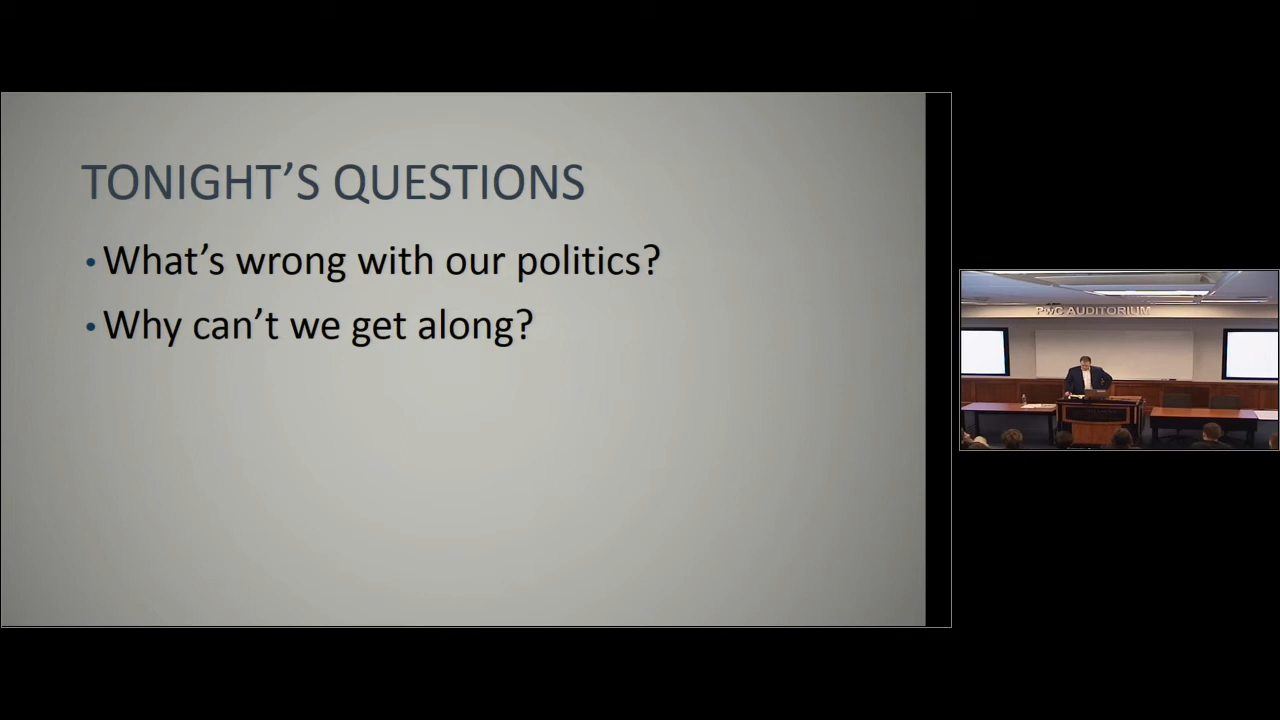 TONIGHT'S QUESTIONS
• What's wrong with our politics?
• Why can't we get along?
PWC AUDITORIUM